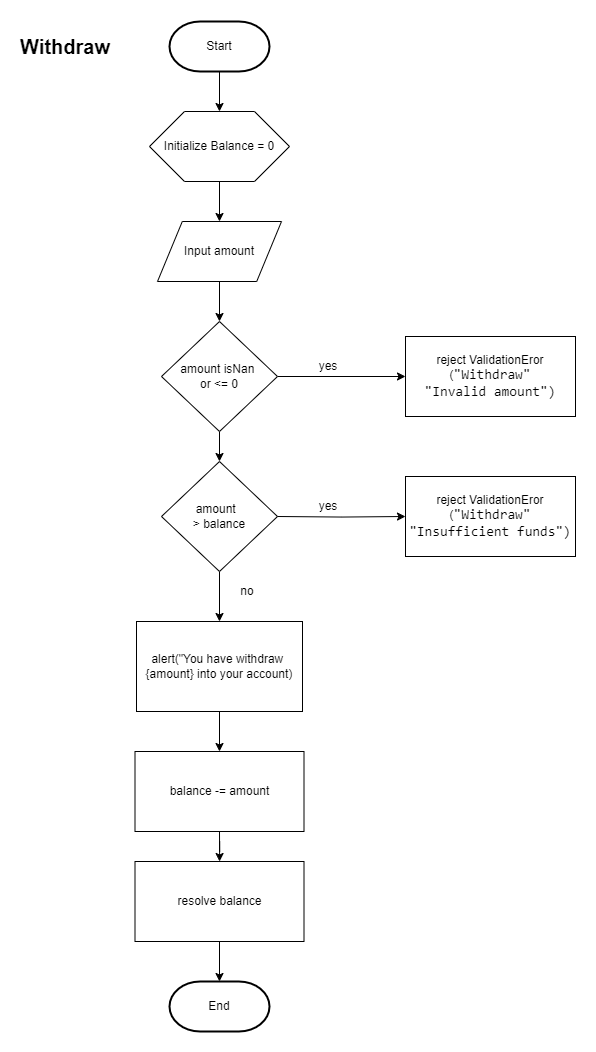 Withdraw
Start
Initialize Balance = 0
Input amount
amount isNan
or <= 0
yes
reject ValidationEror
("Withdraw"
"Invalid amount")
amount
> balance
yes
reject ValidationEror
("Withdraw"
"Insufficient funds")
no
alert("You have withdraw
{amount} into your account)
balance -= amount
resolve balance
End